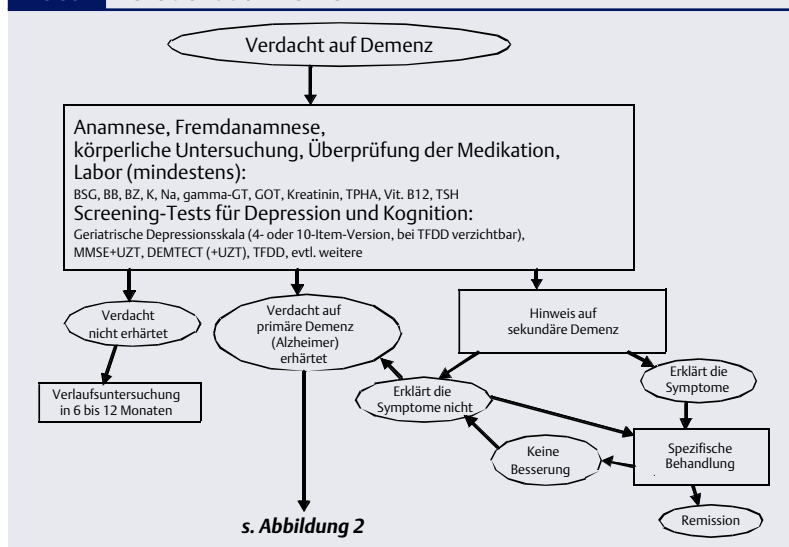 Verdacht auf Demenz
Anamnese, Fremdanamnese,
körperliche Untersuchung, Überprüfung der Medikation,
Labor (mindestens):
BSG, BB, BZ, K, Na, gamma-GT, GOT, Kreatinin, TPHA, Vit. B12, TSH
Screening-Tests für Depression und Kognition:
Geriatrische Depressionsskala (4- oder 10-Item-Version, bei TFDD verzichtbar),
MMSE+UZT, DEMTECT (+UZT), TFDD, evtl. weitere
Verdacht
nicht erhärtet
Verdacht auf
primäre Demenz
(Alzheimer)
erhärtet
Hinweis auf
sekundäre Demenz
Verlaufsuntersuchung
in 6 bis 12 Monaten
Erklärt die
Symptome nicht
Erklärt die
Symptome
Keine
Besserung
Spezifische
Behandlung
Remission
s. Abbildung 2